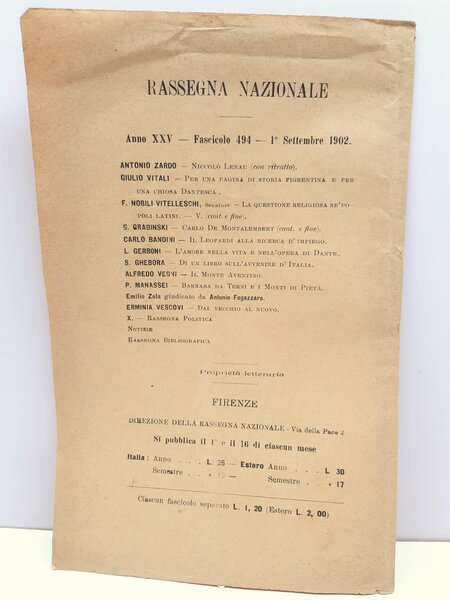 RASSEGNA NAZIONALE
Anno XXV — Fascicolo 494 — 1° Settembre 1902.
ANTONIO ZARDO — Niccolò Lenau (con ritratto).
GIULIO VITALI — Per una pagina di storia fiorentina e per
una chiosa Dantesca.
F. NOBILI-VITELLESCHI, Senatore — La questione religiosa ne'po-
poli latini. — V. (cont. e fine).
S. GRABINSKI — Carlo De Montalembert (cont. e fine).
CARLO BANDINI — Il Leopardi alla ricerca d'impiego.
L. GERBONI — L'amore nella vita e nell'opera di Dante.
S. GHEBORA — Di un libro sull'avvenire d'Italia.
ALFREDO VEGNI — Il Monte Aventino.
P. MANASSEI — Barnaba da Terni e i Monti di Pietà.
Emilio Zola giudicato da Antonio Fogazzaro.
ERMINIA VESCOVI — Dal vecchio al nuovo.
X. — Rassegna Politica
Notizie
Rassegna Bibliografica
Proprietà letteraria
FIRENZE
DIREZIONE DELLA RASSEGNA NAZIONALE - Via della Pace 2
Si pubblica il 1° e il 16 di ciascun mese
Italia: Anno . . . . L. 25 — Estero Anno . . . L. 30
Semestre . . . » — Semestre . . . » 17
Ciascun fascicolo separato L. 1, 20 (Estero L. 2, 00)